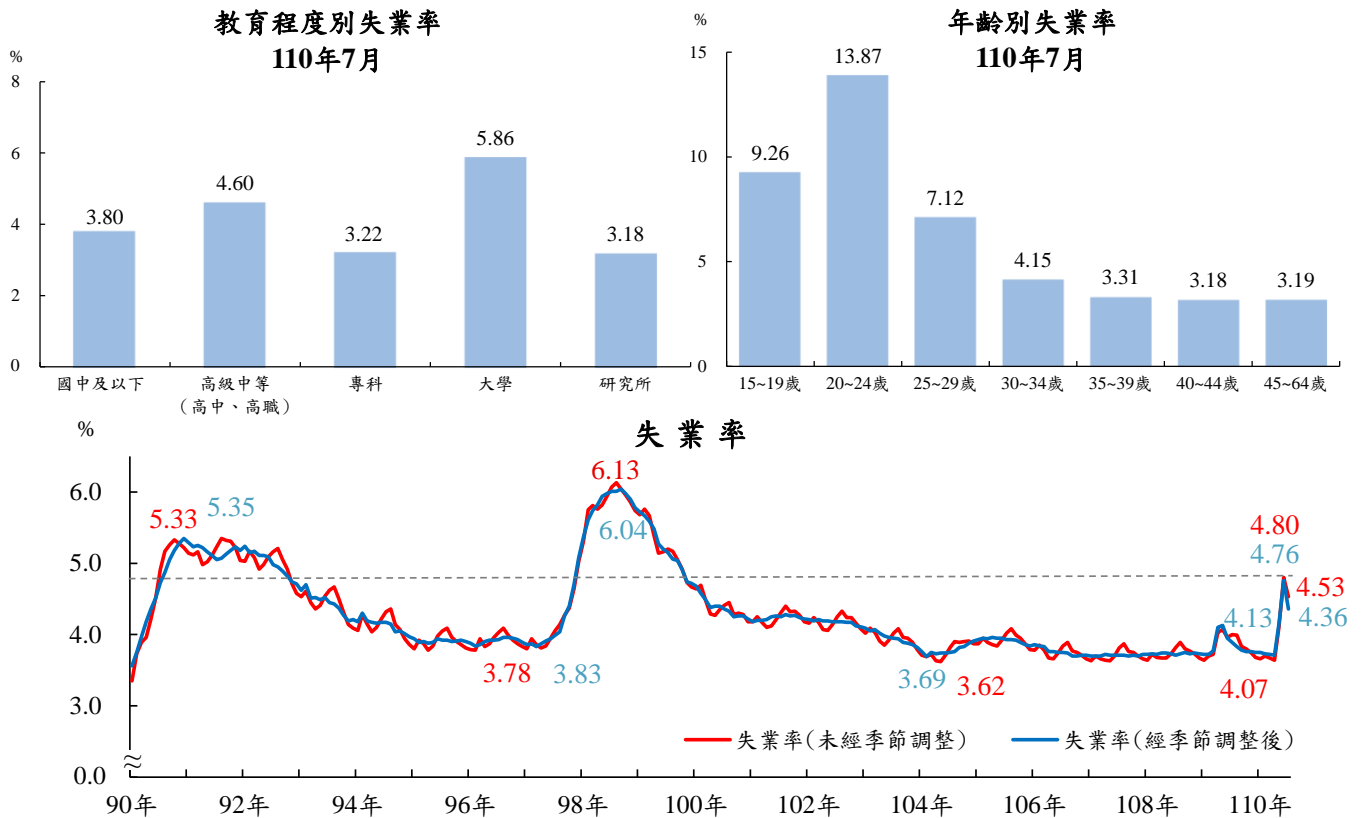 教育程度別失業率
110年7月
%
8
6
4
2
0
3.80
4.60
3.22
5.86
3.18
國中及以下
高級中等
(高中、高職)
專科
大學
研究所
年齡別失業率
110年7月
%
15
10
5
0
9.26
13.87
7.12
4.15
3.31
3.18
3.19
15~19歲
20~24歲
25~29歲
30~34歲
35~39歲
40~44歲
45~64歲
失業率
%
6.0
5.0
4.0
3.0
0.0
5.33
5.35
3.78
3.83
6.13
6.04
3.69
3.62
4.13
4.07
4.80
4.76
4.53
4.36
失業率(未經季節調整)
失業率(經季節調整後)
90年
92年
94年
96年
98年
100年
102年
104年
106年
108年
110年